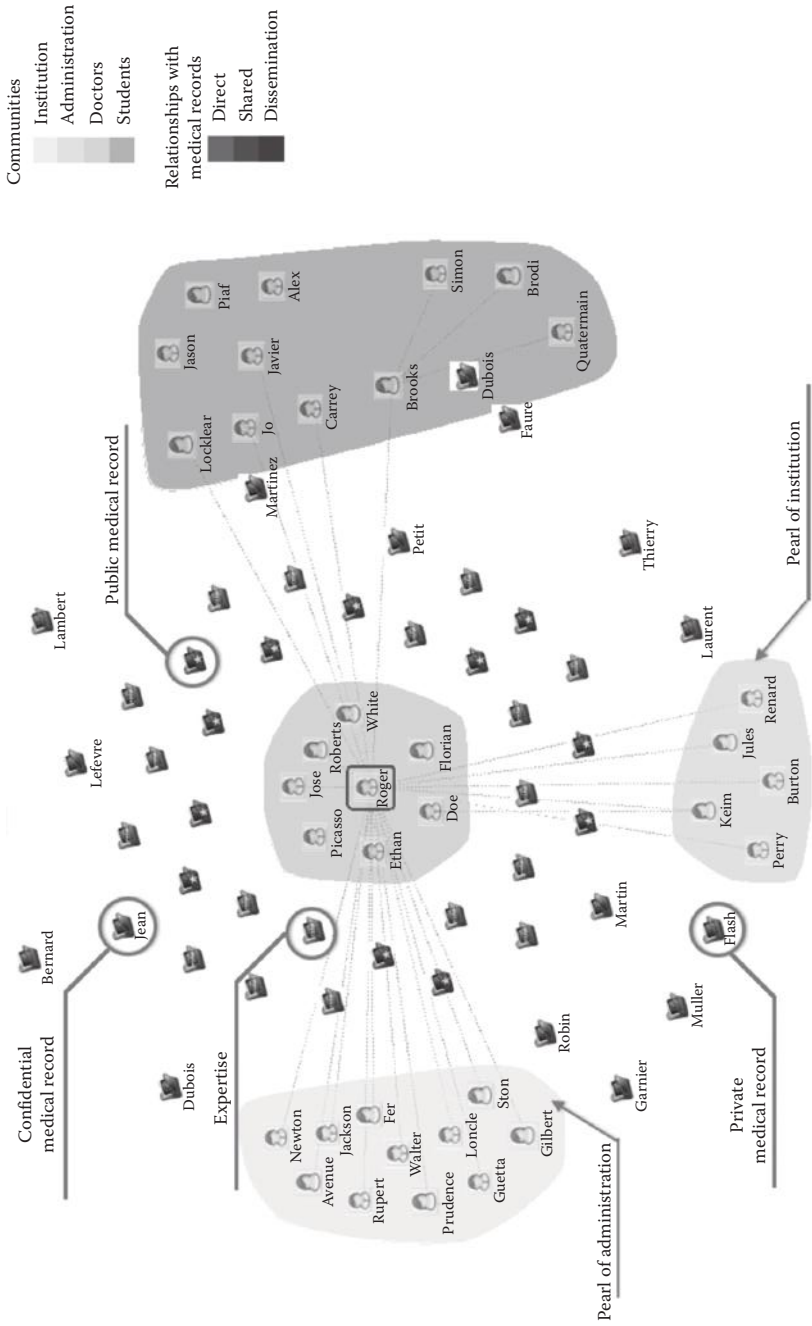 Communities
Institution
Administration
Doctors
Students
Relationships with
medical records
Direct
Shared
Dissemination
Confidential
medical record
Bernard
Jean
Lefevre
Lambert
Public medical record
Dubois
Expertise
Newton
Avenue
Jackson
Rupert
Fer
Walter
Prudence
Loncle
Guetta
Ston
Gilbert
Pearl of administration
Picasso
Jose
Roberts
White
Ethan
Roger
Doe
Florian
Locklear
Jason
Piaf
Martinez
Jo
Javier
Alex
Carrey
Brooks
Simon
Dubois
Brodi
Quatermain
Faure
Petit
Thierry
Laurent
Robin
Martin
Garnier
Muller
Flash
Private
medical record
Perry
Keim
Burton
Jules
Renard
Pearl of institution